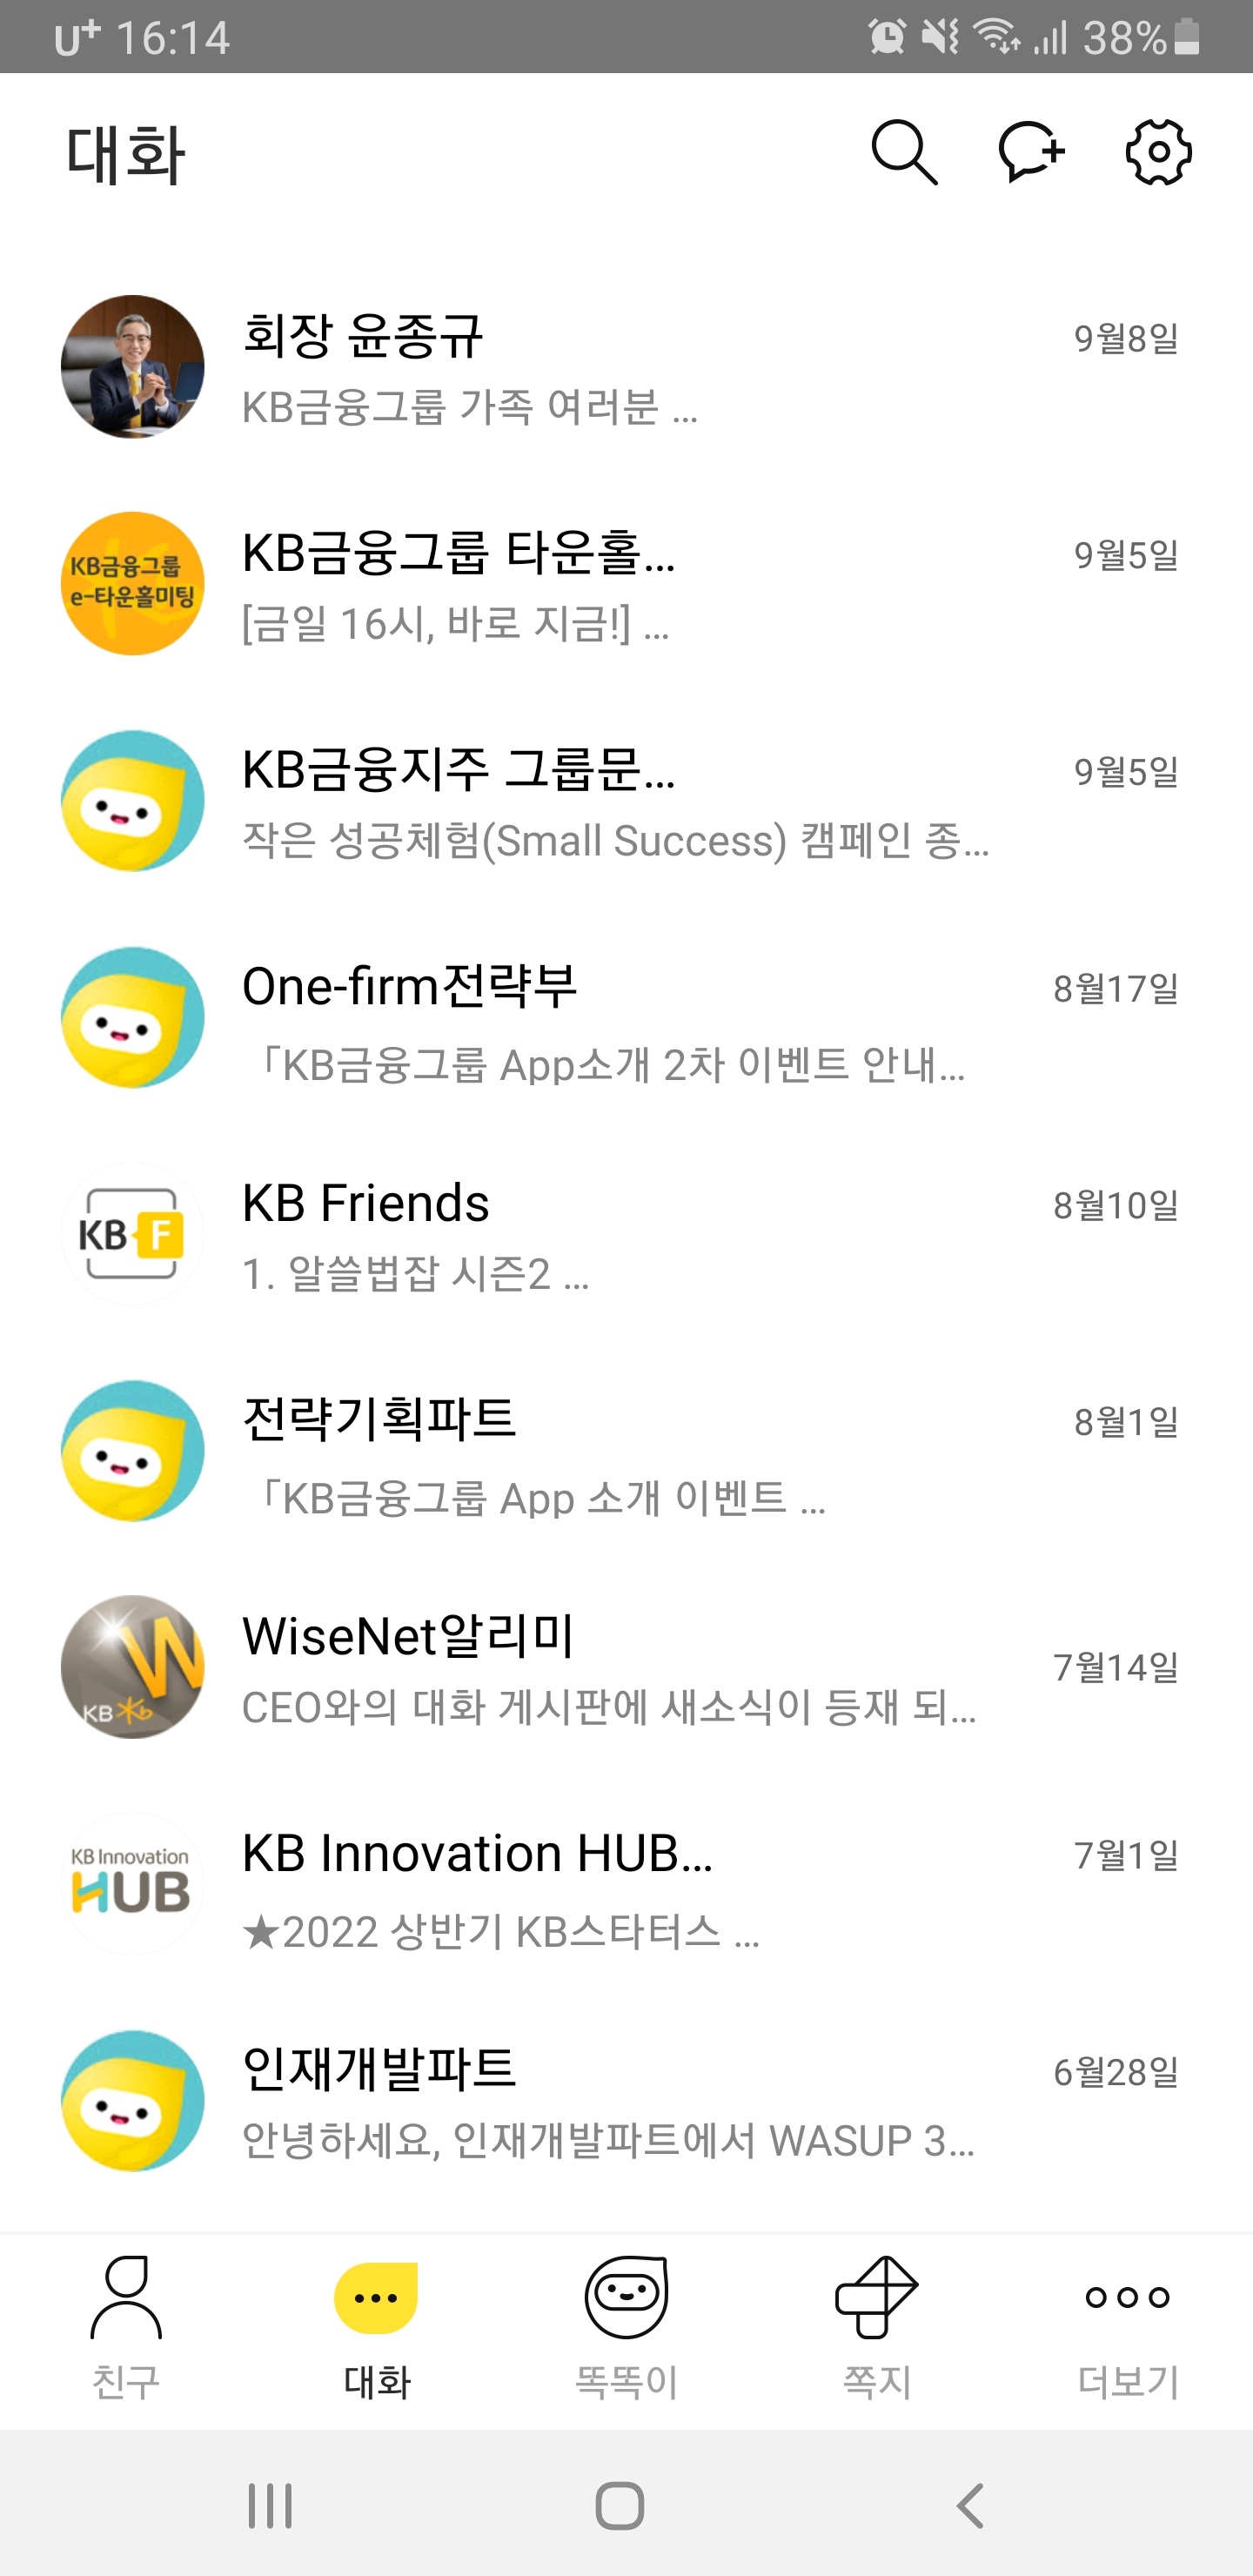 U+ 16:14 38%
대화
회장 윤종규 9월8일
KB금융그룹 가족 여러분 ...
KB금융그룹
e-타운홀미팅
KB금융그룹 타운홀... 9월5일
[금일 16시, 바로 지금!] ...
KB금융지주 그룹문... 9월5일
작은 성공체험(Small Success) 캠페인 종...
One-firm전략부 8월17일
「KB금융그룹 App소개 2차 이벤트 안내...
KB F
KB Friends 8월10일
1. 알쓸법잡 시즌2 ...
전략기획파트 8월1일
「KB금융그룹 App 소개 이벤트 ...
W
KB
WiseNet알리미 7월14일
CEO와의 대화 게시판에 새소식이 등재 되...
KB Innovation
HUB
KB Innovation HUB... 7월1일
★2022 상반기 KB스타터스 ...
인재개발파트 6월28일
안녕하세요, 인재개발파트에서 WASUP 3...
친구 대화 똑똑이 쪽지 더보기